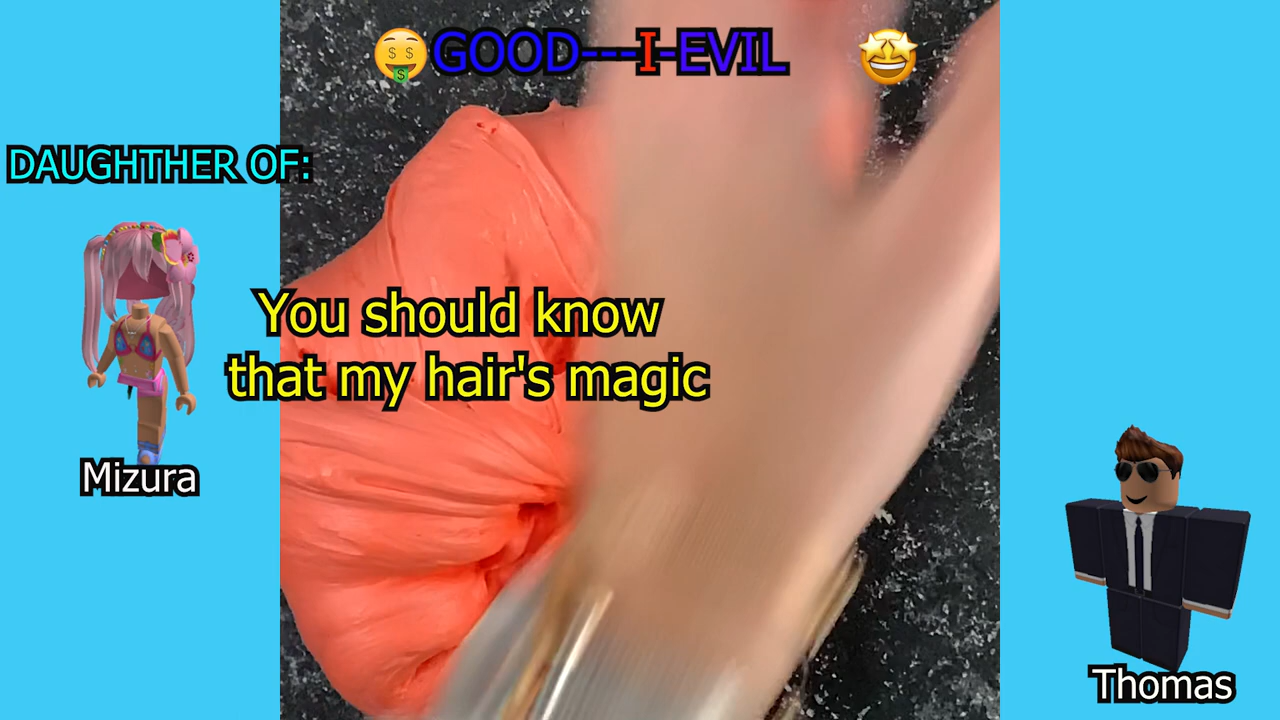 GOOD---I-EVIL
DAUGHTHER OF:
You should know
that my hair's magic
Mizura
Thomas